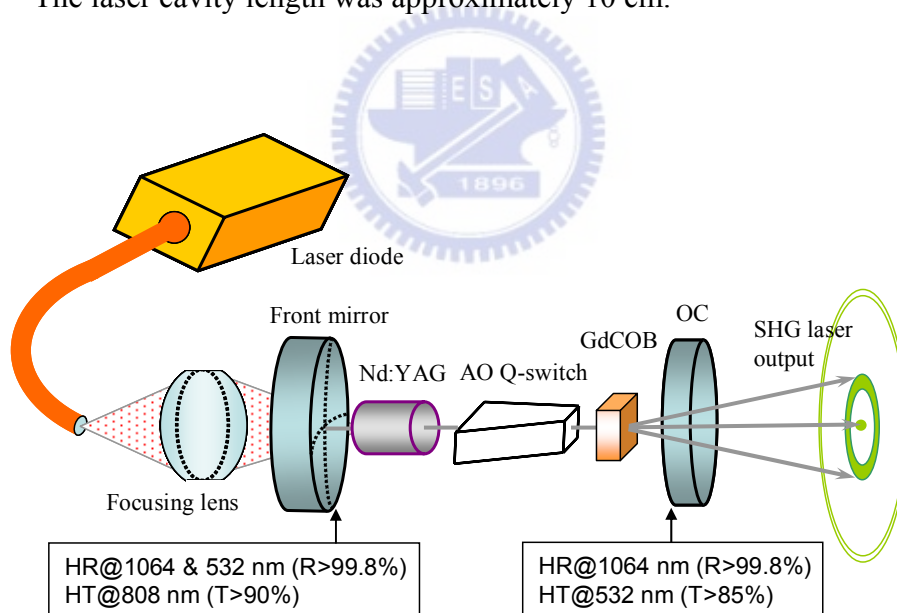 The laser cavity length was approximately 10 cm.
E S A
1896
Laser diode
Front mirror
OC
SHG laser
output
GdCOB
Nd:YAG
AO Q-switch
Focusing lens
HR@1064 & 532 nm (R>99.8%)
HT@808 nm (T>90%)
HR@1064 nm (R>99.8%)
HT@532 nm (T>85%)